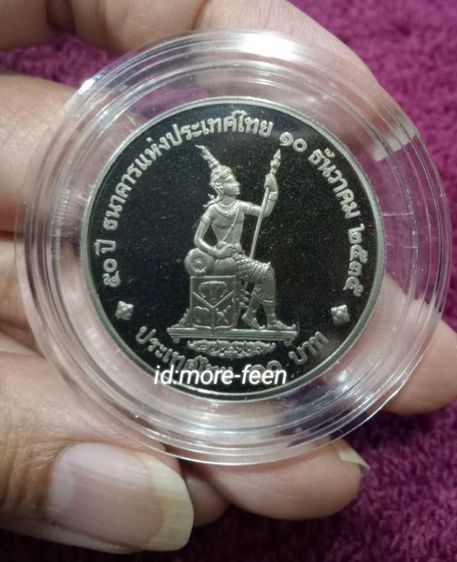 ๕๐ ปี ธนาคารแห่งประเทศไทย ๑๐ ธันวาคม ๒๕๓๕
ประเทศไทย ๑๐ บาท
id:more-feen